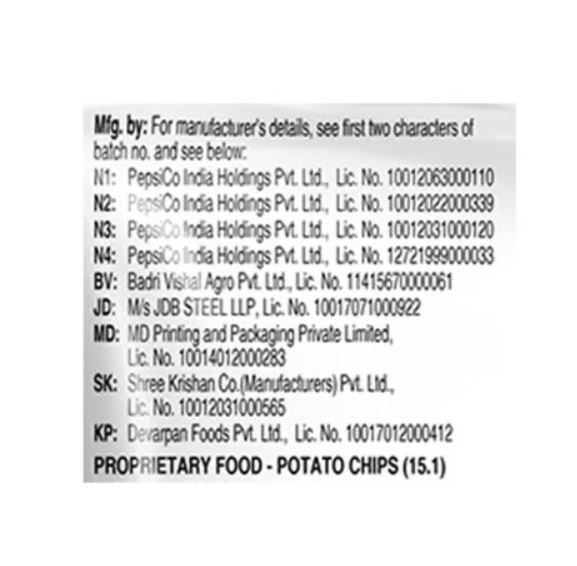 Mfg. by: For manufacturer's details, see first two characters of
batch no. and see below:
N1: PepsiCo India Holdings Pvt. Ltd., Lic. No. 10012063000110
N2: PepsiCo India Holdings Pvt. Ltd., Lic. No. 10012022000339
N3: PepsiCo India Holdings Pvt. Ltd., Lic. No. 10012031000120
N4: PepsiCo India Holdings Pvt. Ltd., Lic. No. 12721999000033
BV: Badri Vishal Agro Pvt. Ltd., Lic. No. 11415670000061
JD: M/s JDB STEEL LLP, Lic. No. 10017071000922
MD: MD Printing and Packaging Private Limited,
Lic. No. 10014012000283
SK: Shree Krishan Co.(Manufacturers) Pvt. Ltd.,
Lic. No. 10012031000565
KP: Devarpan Foods Pvt. Ltd., Lic. No. 10017012000412
PROPRIETARY FOOD - POTATO CHIPS (15.1)